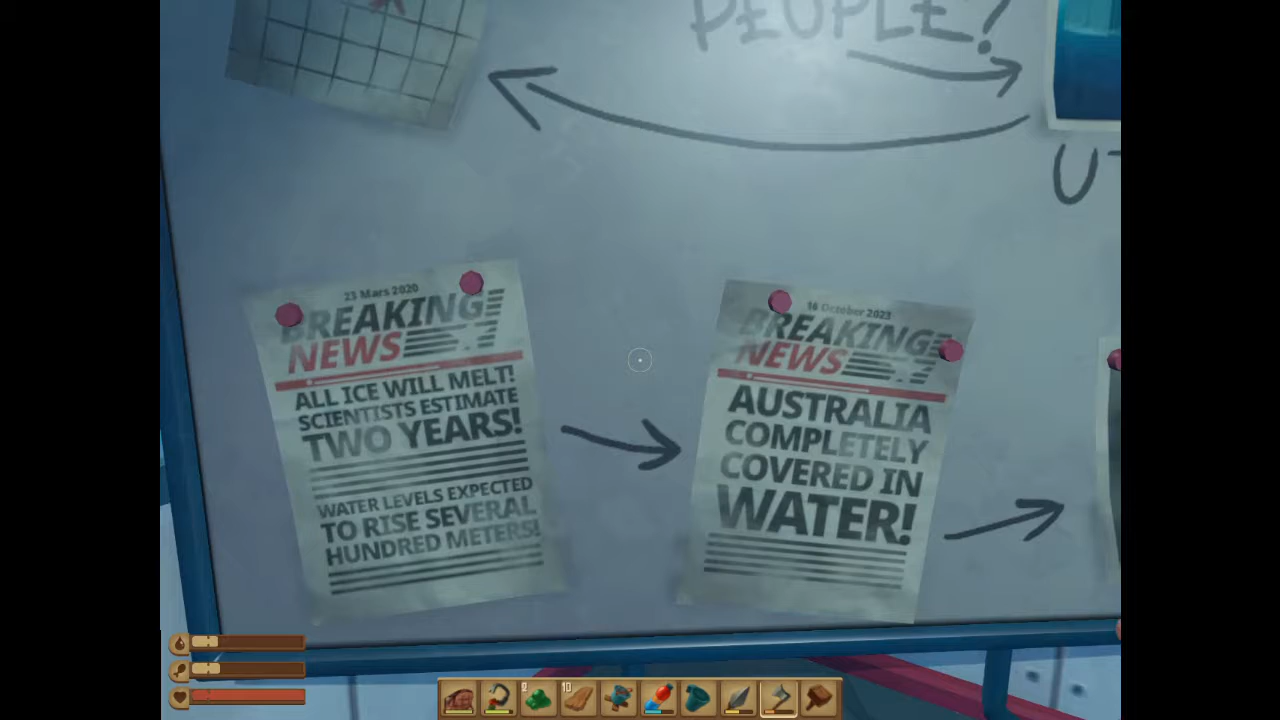 PEOPLE?
23 Mars 2020
BREAKING
NEWS
ALL ICE WILL MELT!
SCIENTISTS ESTIMATE
TWO YEARS!
WATER LEVELS EXPECTED
TO RISE SEVERAL
HUNDRED METERS!
16 October 2023
BREAKING
NEWS
AUSTRALIA
COMPLETELY
COVERED IN
WATER!
2
10